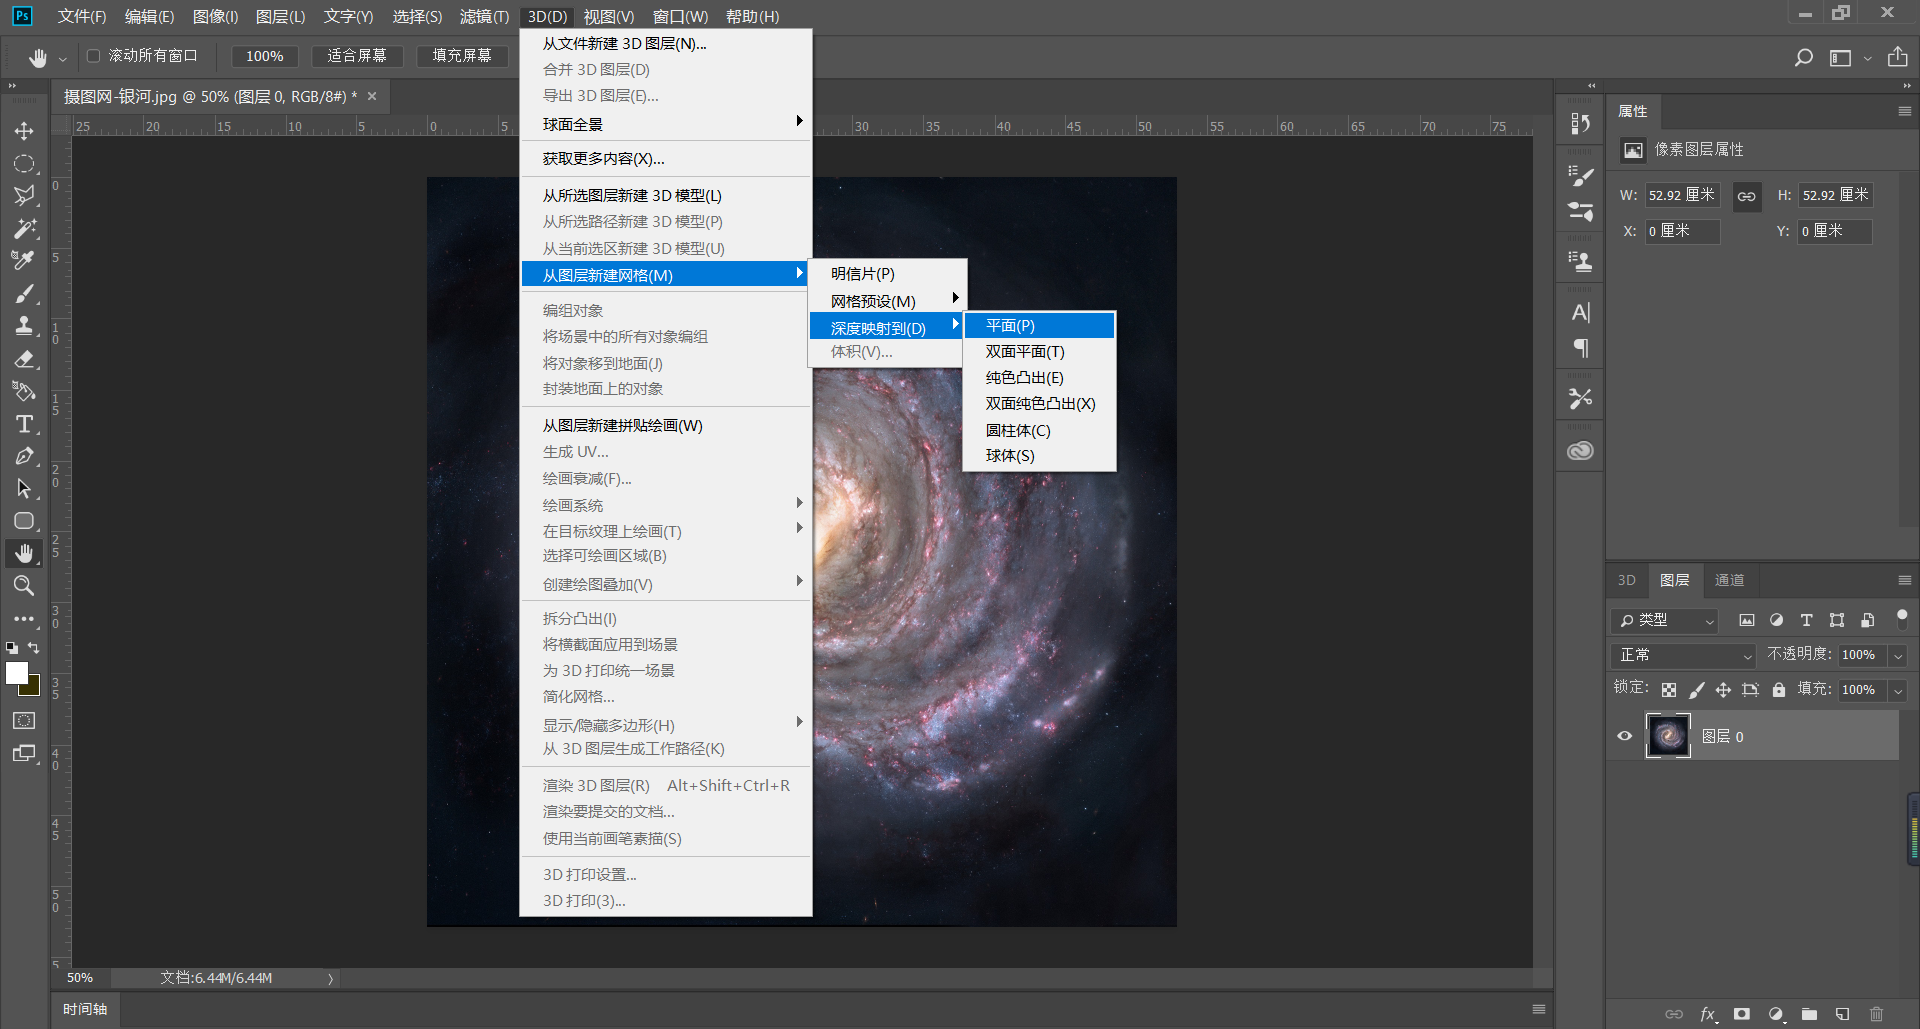 Ps 文件(F) 编辑(E) 图像(I) 图层(L) 文字(Y) 选择(S) 滤镜(T) 3D(D) 视图(V) 窗口(W) 帮助(H)
滚动所有窗口 100% 适合屏幕 填充屏幕
摄图网-银河.jpg @ 50% (图层 0, RGB/8#) * ×
25 20 15 10 5 0 5 30 35 40 45 50 55 60 65 70 75
0
5
10
15
20
25
30
35
40
45
50
5
从文件新建 3D 图层(N)...
合并 3D 图层(D)
导出 3D 图层(E)...
球面全景
获取更多内容(X)...
从所选图层新建 3D 模型(L)
从所选路径新建 3D 模型(P)
从当前选区新建 3D 模型(U)
从图层新建网格(M)
编组对象
将场景中的所有对象编组
将对象移到地面(J)
封装地面上的对象
从图层新建拼贴绘画(W)
生成 UV...
绘画衰减(F)...
绘画系统
在目标纹理上绘画(T)
选择可绘画区域(B)
创建绘图叠加(V)
拆分凸出(I)
将横截面应用到场景
为 3D 打印统一场景
简化网格...
显示/隐藏多边形(H)
从 3D 图层生成工作路径(K)
渲染 3D 图层(R) Alt+Shift+Ctrl+R
渲染要提交的文档...
使用当前画笔素描(S)
3D 打印设置...
3D 打印(3)...
明信片(P)
网格预设(M)
深度映射到(D)
体积(V)...
平面(P)
双面平面(T)
纯色凸出(E)
双面纯色凸出(X)
圆柱体(C)
球体(S)
属性
像素图层属性
W: 52.92 厘米 H: 52.92 厘米
X: 0 厘米 Y: 0 厘米
3D 图层 通道
类型
正常 不透明度: 100%
锁定: 填充: 100%
图层 0
fx
50% 文档:6.44M/6.44M
时间轴